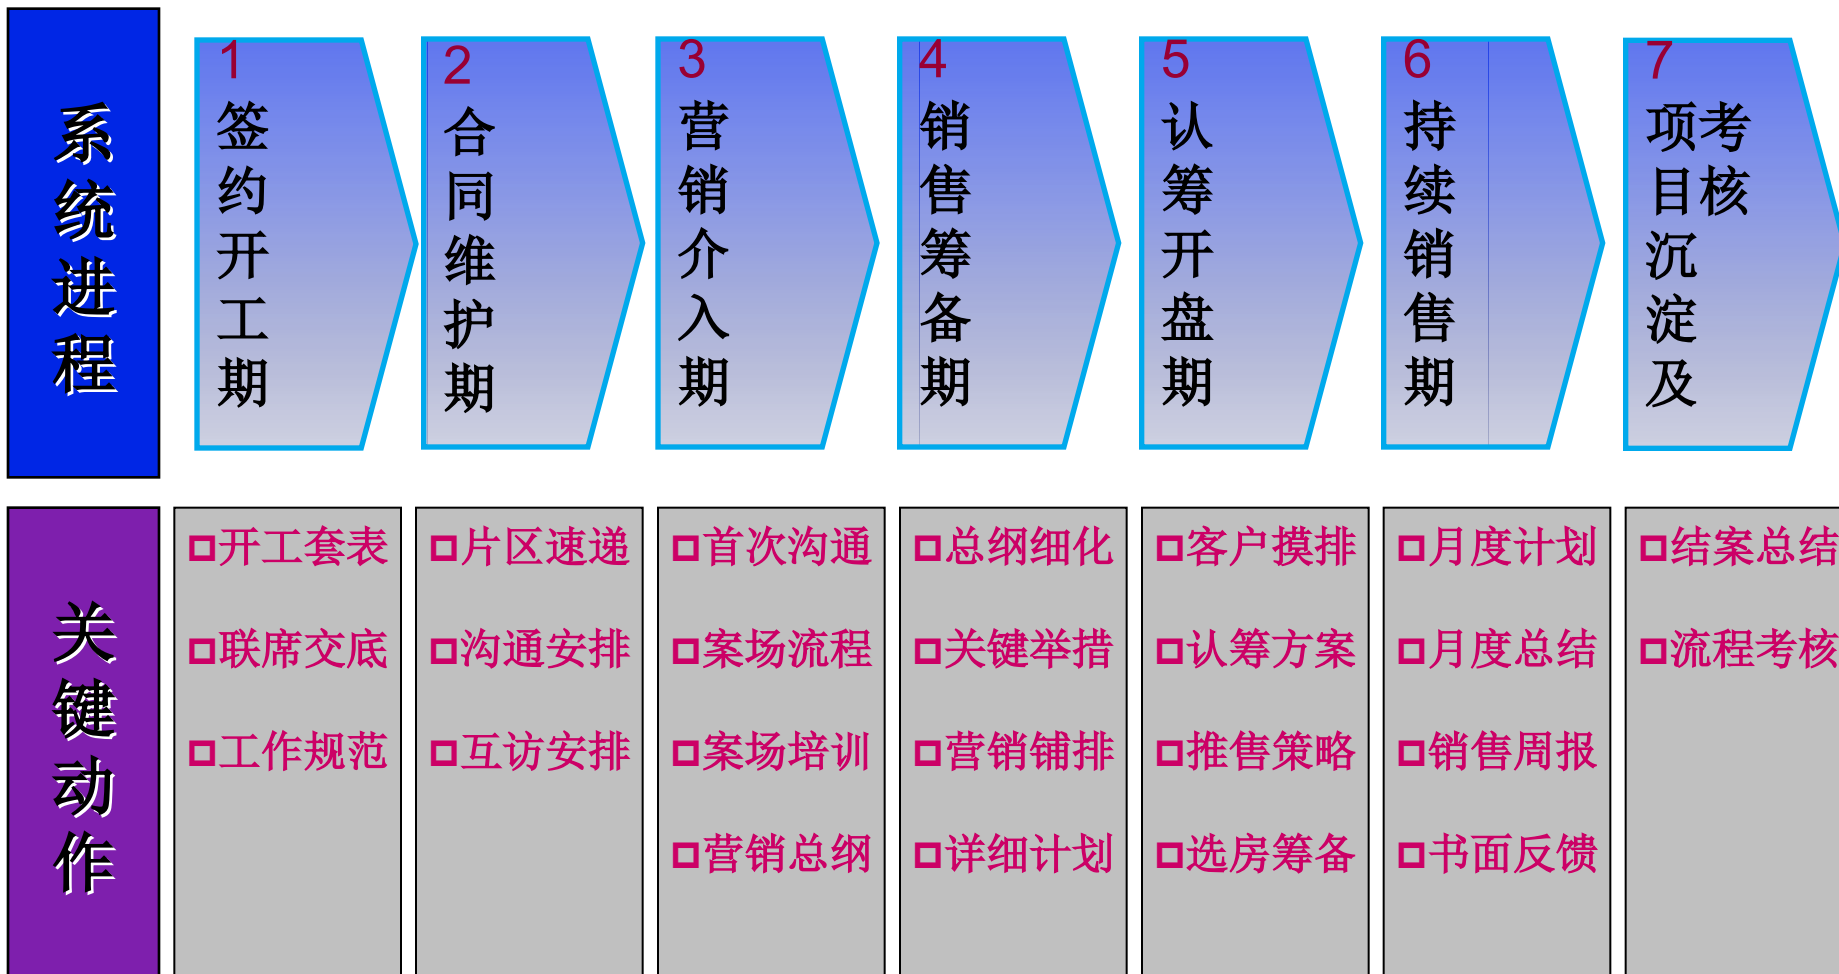 系统进程
1
签约开工期
2
合同维护期
3
营销介入期
4
销售筹备期
5
认筹开盘期
6
持续销售期
7
项目沉淀及
考核
关键动作
开工套表
联席交底
工作规范
片区速递
沟通安排
互访安排
首次沟通
案场流程
案场培训
营销总纲
总纲细化
关键举措
营销铺排
详细计划
客户摸排
认筹方案
推售策略
选房筹备
月度计划
月度总结
销售周报
书面反馈
结案总结
流程考核